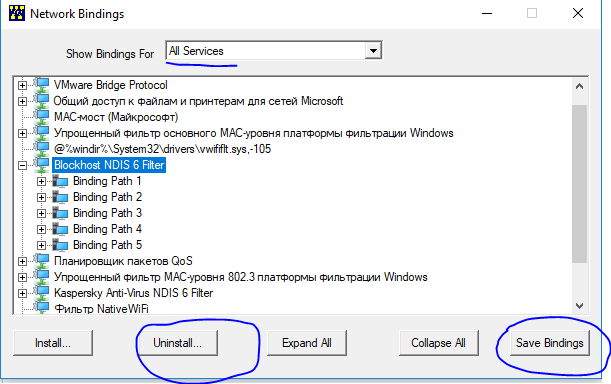 Network Bindings
Show Bindings For
All Services
VMware Bridge Protocol
Общий доступ к файлам и принтерам для сетей Microsoft
MAC-мост (Майкрософт)
Упрощенный фильтр основного MAC-уровня платформы фильтрации Windows
@%windir%\System32\drivers\vwififlt.sys,-105
Blockhost NDIS 6 Filter
Binding Path 1
Binding Path 2
Binding Path 3
Binding Path 4
Binding Path 5
Планировщик пакетов QoS
Упрощенный фильтр MAC-уровня 802.3 платформы фильтрации Windows
Kaspersky Anti-Virus NDIS 6 Filter
Фильтр NativeWiFi
Install...
Uninstall...
Expand All
Collapse All
Save Bindings